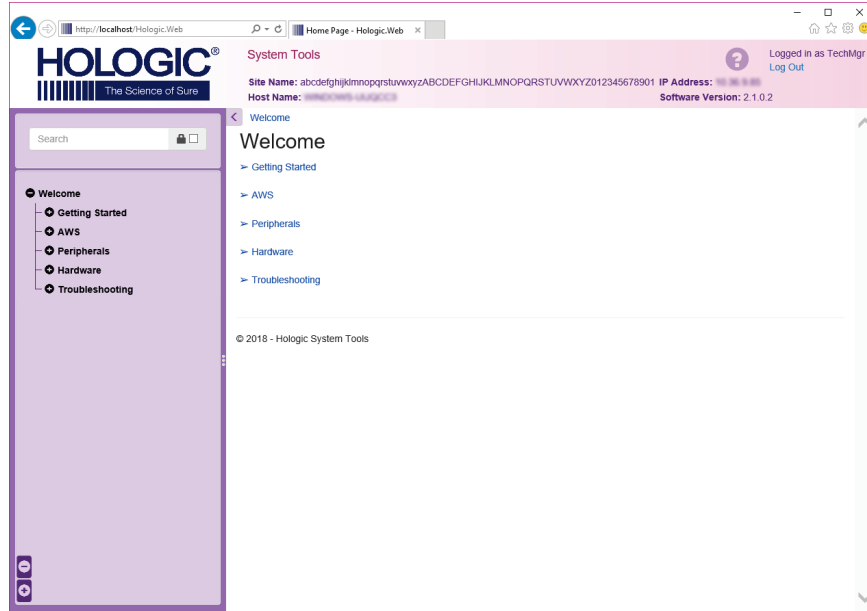 http://localhost/Hologic.Web
Home Page - Hologic.Web
HOLOGIC®
The Science of Sure
System Tools
Logged in as TechMgr
Log Out
Site Name: abcdefghijklmnopqrstuvwxyzABCDEFGHIJKLMNOPQRSTUVWXYZ012345678901 IP Address:
Host Name: Software Version: 2.1.0.2
Search
Welcome
Getting Started
AWS
Peripherals
Hardware
Troubleshooting
Welcome
Welcome
➢ Getting Started
➢ AWS
➢ Peripherals
➢ Hardware
➢ Troubleshooting
© 2018 - Hologic System Tools